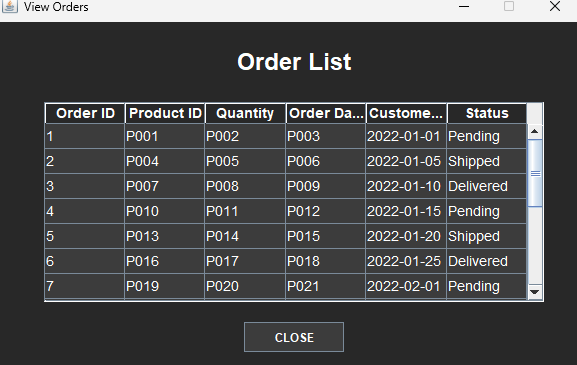 View Orders
Order List
Order ID Product ID Quantity Order Da... Custome... Status
1 P001 P002 P003 2022-01-01 Pending
2 P004 P005 P006 2022-01-05 Shipped
3 P007 P008 P009 2022-01-10 Delivered
4 P010 P011 P012 2022-01-15 Pending
5 P013 P014 P015 2022-01-20 Shipped
6 P016 P017 P018 2022-01-25 Delivered
7 P019 P020 P021 2022-02-01 Pending
CLOSE